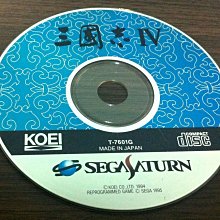 三國志IV
KOEI
COMPACT
disc
T-7601G
MADE IN JAPAN
SEGA SATURN
© KOEI CO.,LTD. 1994
REPROGRAMMED GAME © SEGA 1995